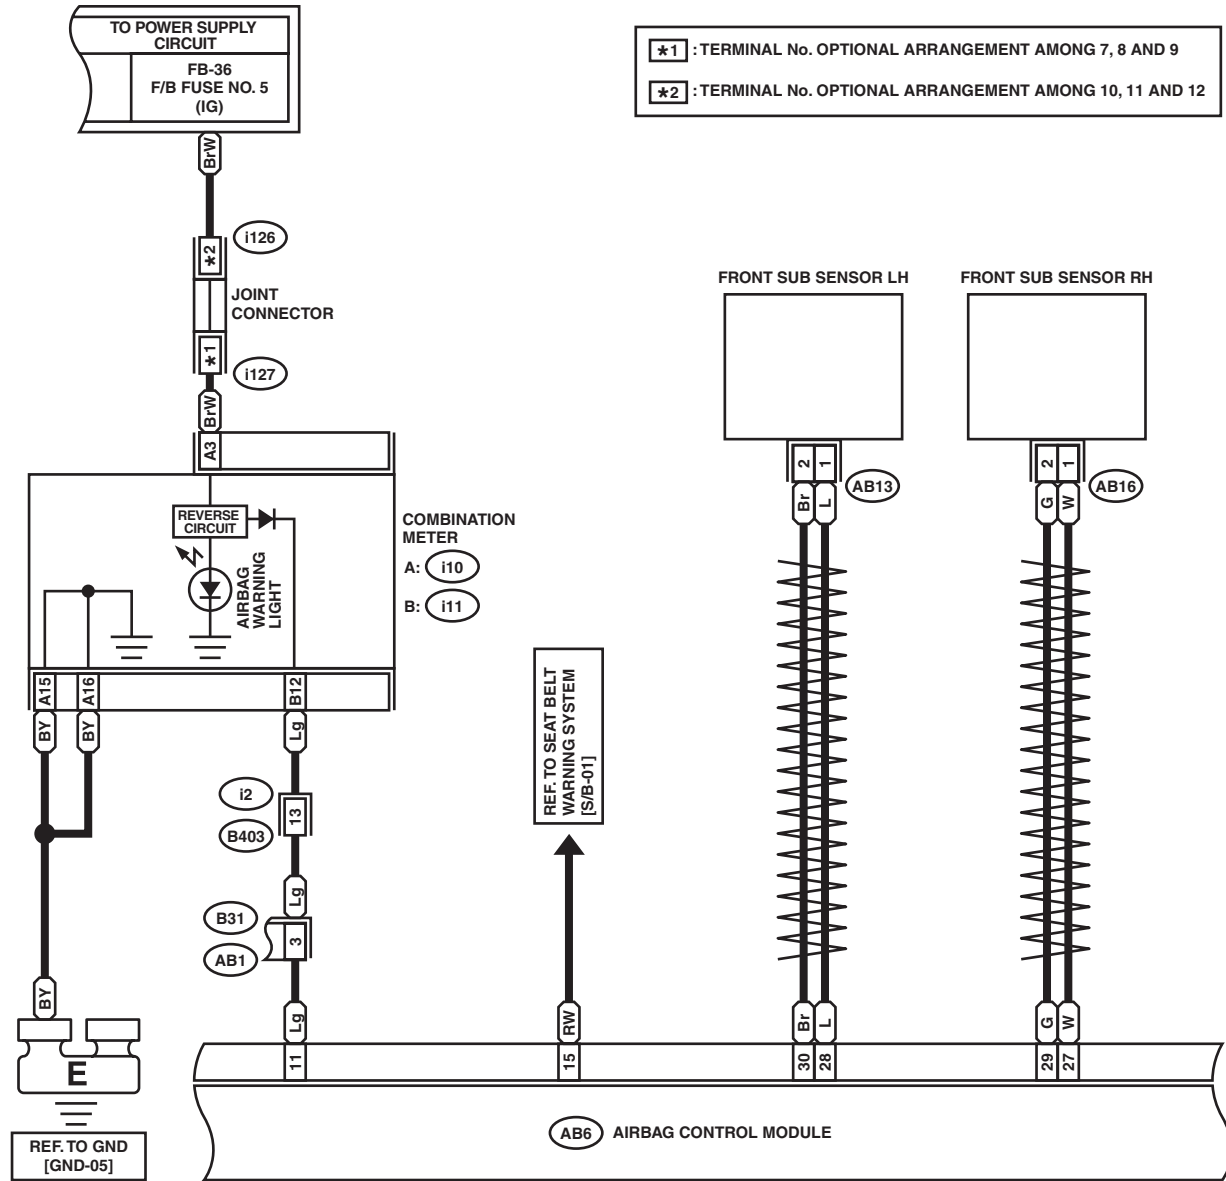 TO POWER SUPPLY
CIRCUIT
FB-36
F/B FUSE NO. 5
(IG)
*1 : TERMINAL No. OPTIONAL ARRANGEMENT AMONG 7, 8 AND 9
*2 : TERMINAL No. OPTIONAL ARRANGEMENT AMONG 10, 11 AND 12
BrW
*2
i126
JOINT
CONNECTOR
*1
i127
BrW
A3
FRONT SUB SENSOR LH
FRONT SUB SENSOR RH
2 1
AB13
2 1
AB16
Br L
G W
REVERSE
CIRCUIT
AIRBAG
WARNING
LIGHT
COMBINATION
METER
A: i10
B: i11
A15 A16 B12
BY BY Lg
REF. TO SEAT BELT
WARNING SYSTEM
[S/B-01]
i2
13
B403
Lg
B31
3
AB1
BY
Lg
RW
Br L
G W
11
15
30 28
29 27
E
REF. TO GND
[GND-05]
AB6 AIRBAG CONTROL MODULE